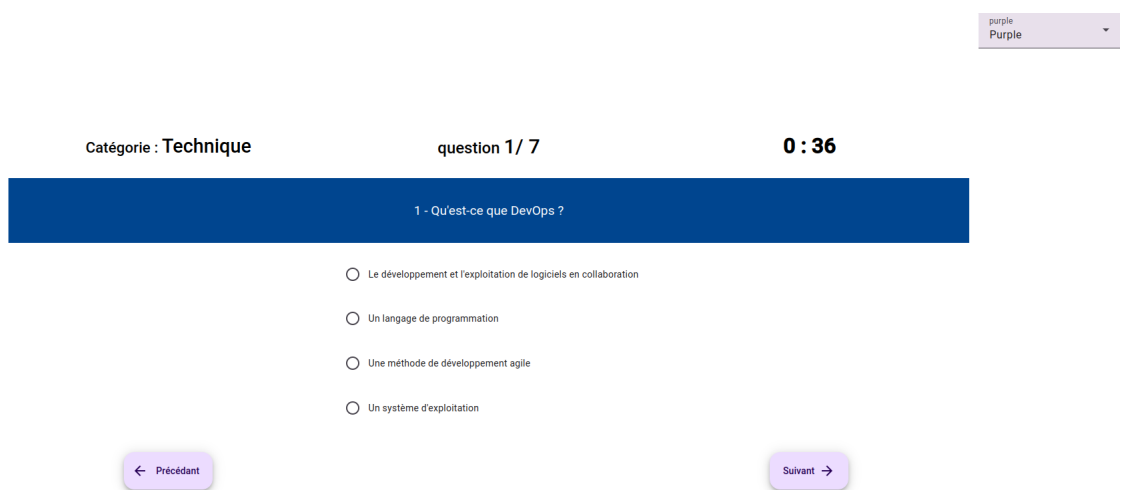 purple
Purple
Catégorie : Technique
question 1/ 7
0 : 36
1 - Qu'est-ce que DevOps ?
Le développement et l'exploitation de logiciels en collaboration
Un langage de programmation
Une méthode de développement agile
Un système d'exploitation
Précédant
Suivant